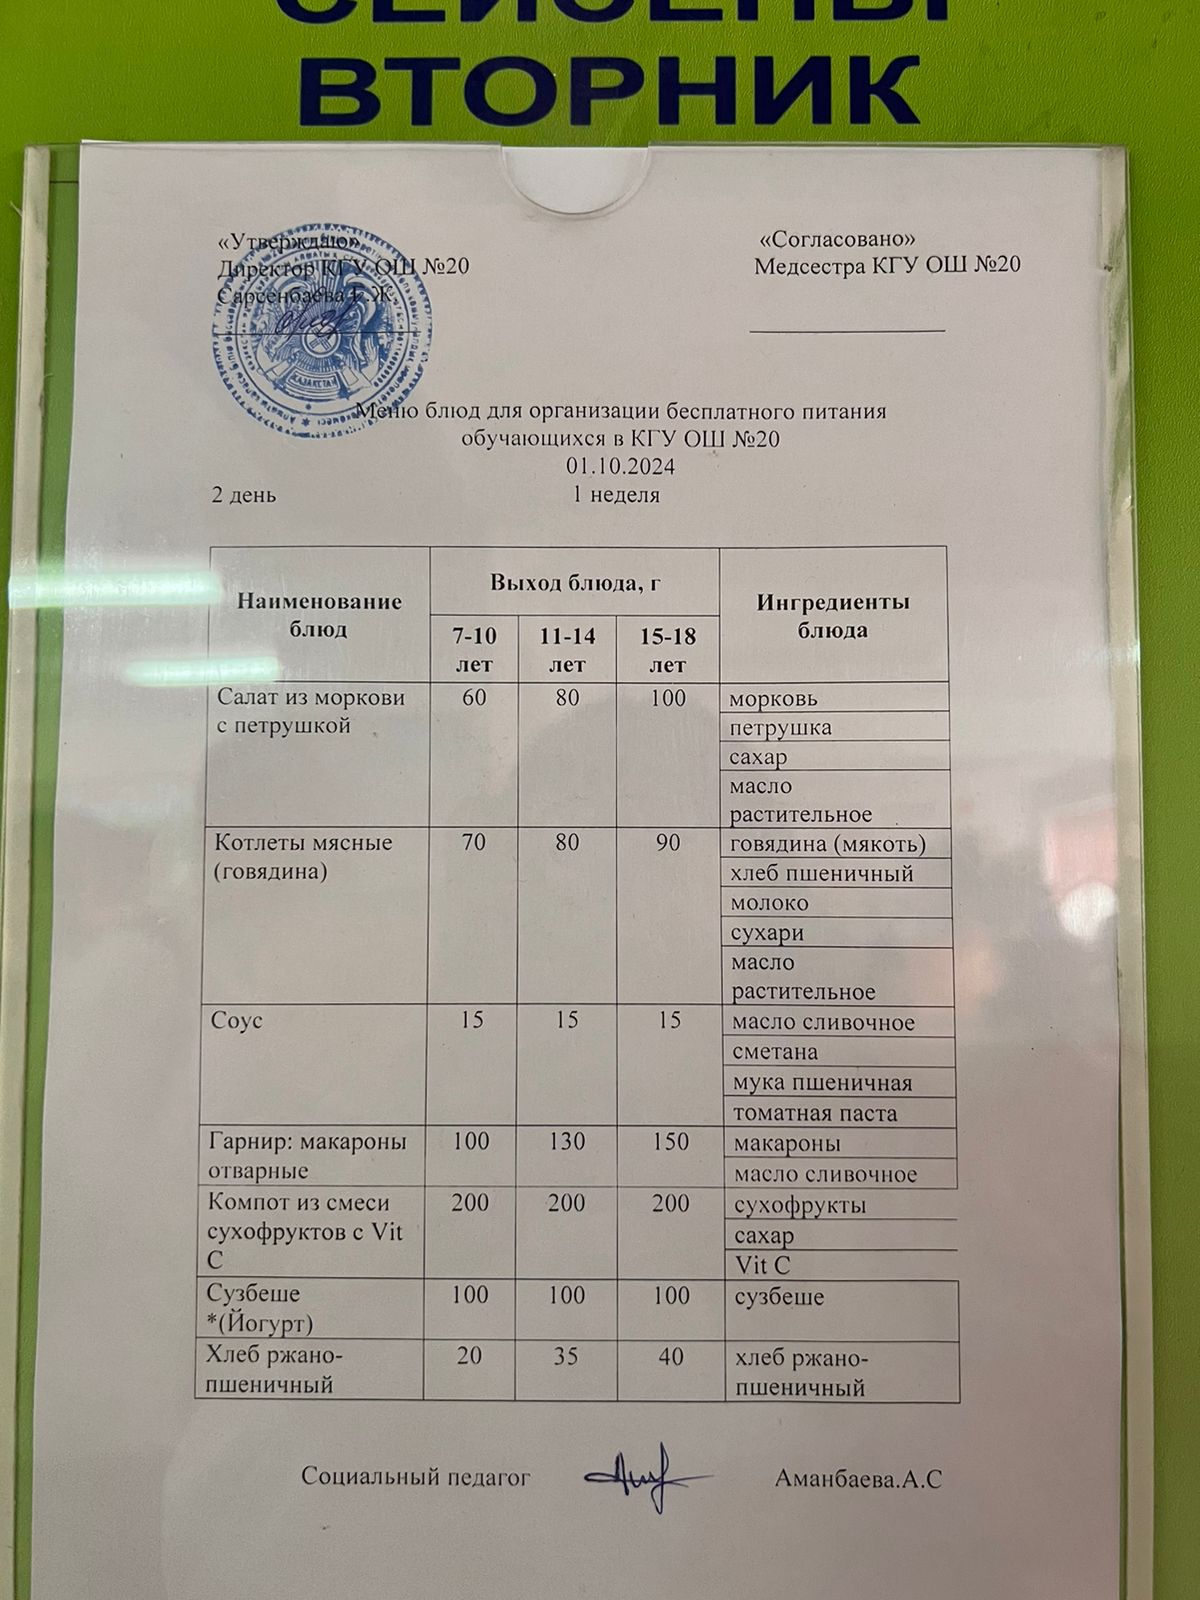 СЕЙСЕНБІ
ВТОРНИК
«Утверждаю»
Директор КГУ ОШ №20
Сарсенбаева Г.Ж
«Согласовано»
Медсестра КГУ ОШ №20
ҚАЗАҚСТАН
Меню блюд для организации бесплатного питания
обучающихся в КГУ ОШ №20
01.10.2024
2 день 1 неделя
Наименование
блюд
Выход блюда, г
7-10
лет
11-14
лет
15-18
лет
Ингредиенты
блюда
Салат из моркови
с петрушкой
60 80 100
морковь
петрушка
сахар
масло
растительное
Котлеты мясные
(говядина)
70 80 90
говядина (мякоть)
хлеб пшеничный
молоко
сухари
масло
растительное
Соус
15 15 15
масло сливочное
сметана
мука пшеничная
томатная паста
Гарнир: макароны
отварные
100 130 150
макароны
масло сливочное
Компот из смеси
сухофруктов с Vit
C
200 200 200
сухофрукты
сахар
Vit C
Сузбеше
*(Йогурт)
100 100 100
сузбеше
Хлеб ржано-
пшеничный
20 35 40
хлеб ржано-
пшеничный
Социальный педагог Аманбаева.А.С